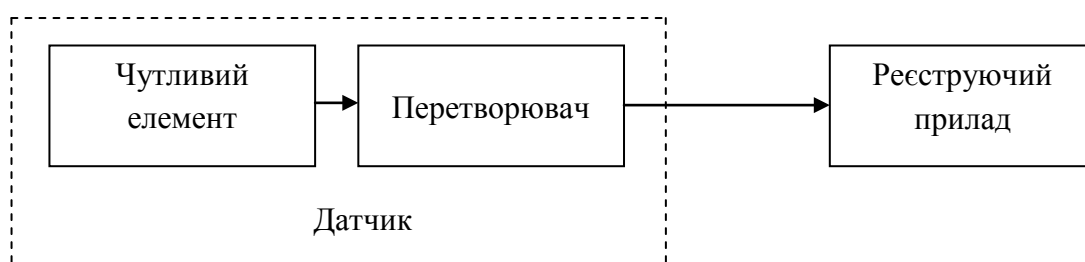 Чутливий
елемент
Перетворювач
Реєструючий
прилад
Датчик